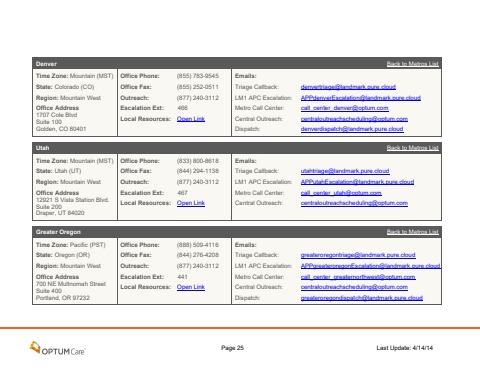 Denver Back to Metros List
Time Zone: Mountain (MST) Office Phone: (855) 783-9545 Emails:
State: Colorado (CO) Office Fax: (855) 252-0511 Triage Callback: denvertriage@landmark.pure.cloud
Region: Mountain West Outreach: (877) 240-3112 LM1 APC Escalation: APPdenverEscalation@landmark.pure.cloud
Office Address Escalation Ext: 466 Metro Call Center: call_center_denver@optum.com
1707 Cole Blvd Local Resources: Open Link Central Outreach: centraloutreachscheduling@optum.com
Suite 100
Golden, CO 80401 Dispatch: denverdispatch@landmark.pure.cloud
Utah Back to Metros List
Time Zone: Mountain (MST) Office Phone: (833) 800-8618 Emails:
State: Utah (UT) Office Fax: (844) 294-1138 Triage Callback: utahtriage@landmark.pure.cloud
Region: Mountain West Outreach: (877) 240-3112 LM1 APC Escalation: APPUtahEscalation@landmark.pure.cloud
Office Address Escalation Ext: 467 Metro Call Center: call_center_utah@optum.com
12921 S Vista Station Blvd. Local Resources: Open Link Central Outreach: centraloutreachscheduling@optum.com
Suite 200
Draper, UT 84020
Greater Oregon Back to Metros List
Time Zone: Pacific (PST) Office Phone: (888) 509-4116 Emails:
State: Oregon (OR) Office Fax: (844) 276-4208 Triage Callback: greateroregontriage@landmark.pure.cloud
Region: Mountain West Outreach: (877) 240-3112 LM1 APC Escalation: APPgreateroregonEscalation@landmark.pure.cloud
Office Address Escalation Ext: 441 Metro Call Center: call_center_greaternorthwest@optum.com
700 NE Multnomah Street Local Resources: Open Link Central Outreach: centraloutreachscheduling@optum.com
Suite 400
Portland, OR 97232 Dispatch: greateroregondispatch@landmark.pure.cloud
OPTUMCare Page 25 Last Update: 4/14/14